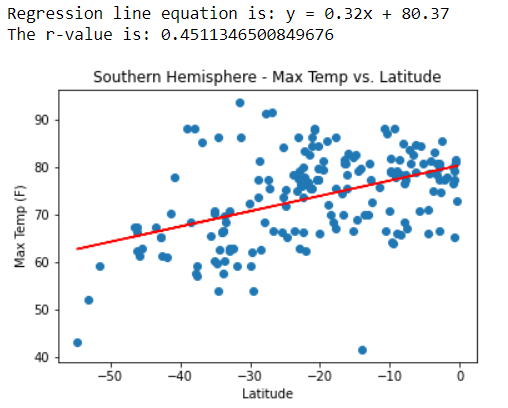 Regression line equation is: y = 0.32x + 80.37
The r-value is: 0.4511346500849676
Southern Hemisphere - Max Temp vs. Latitude
Max Temp (F)
90
80
70
60
50
40
−50 −40 −30 −20 −10 0
Latitude